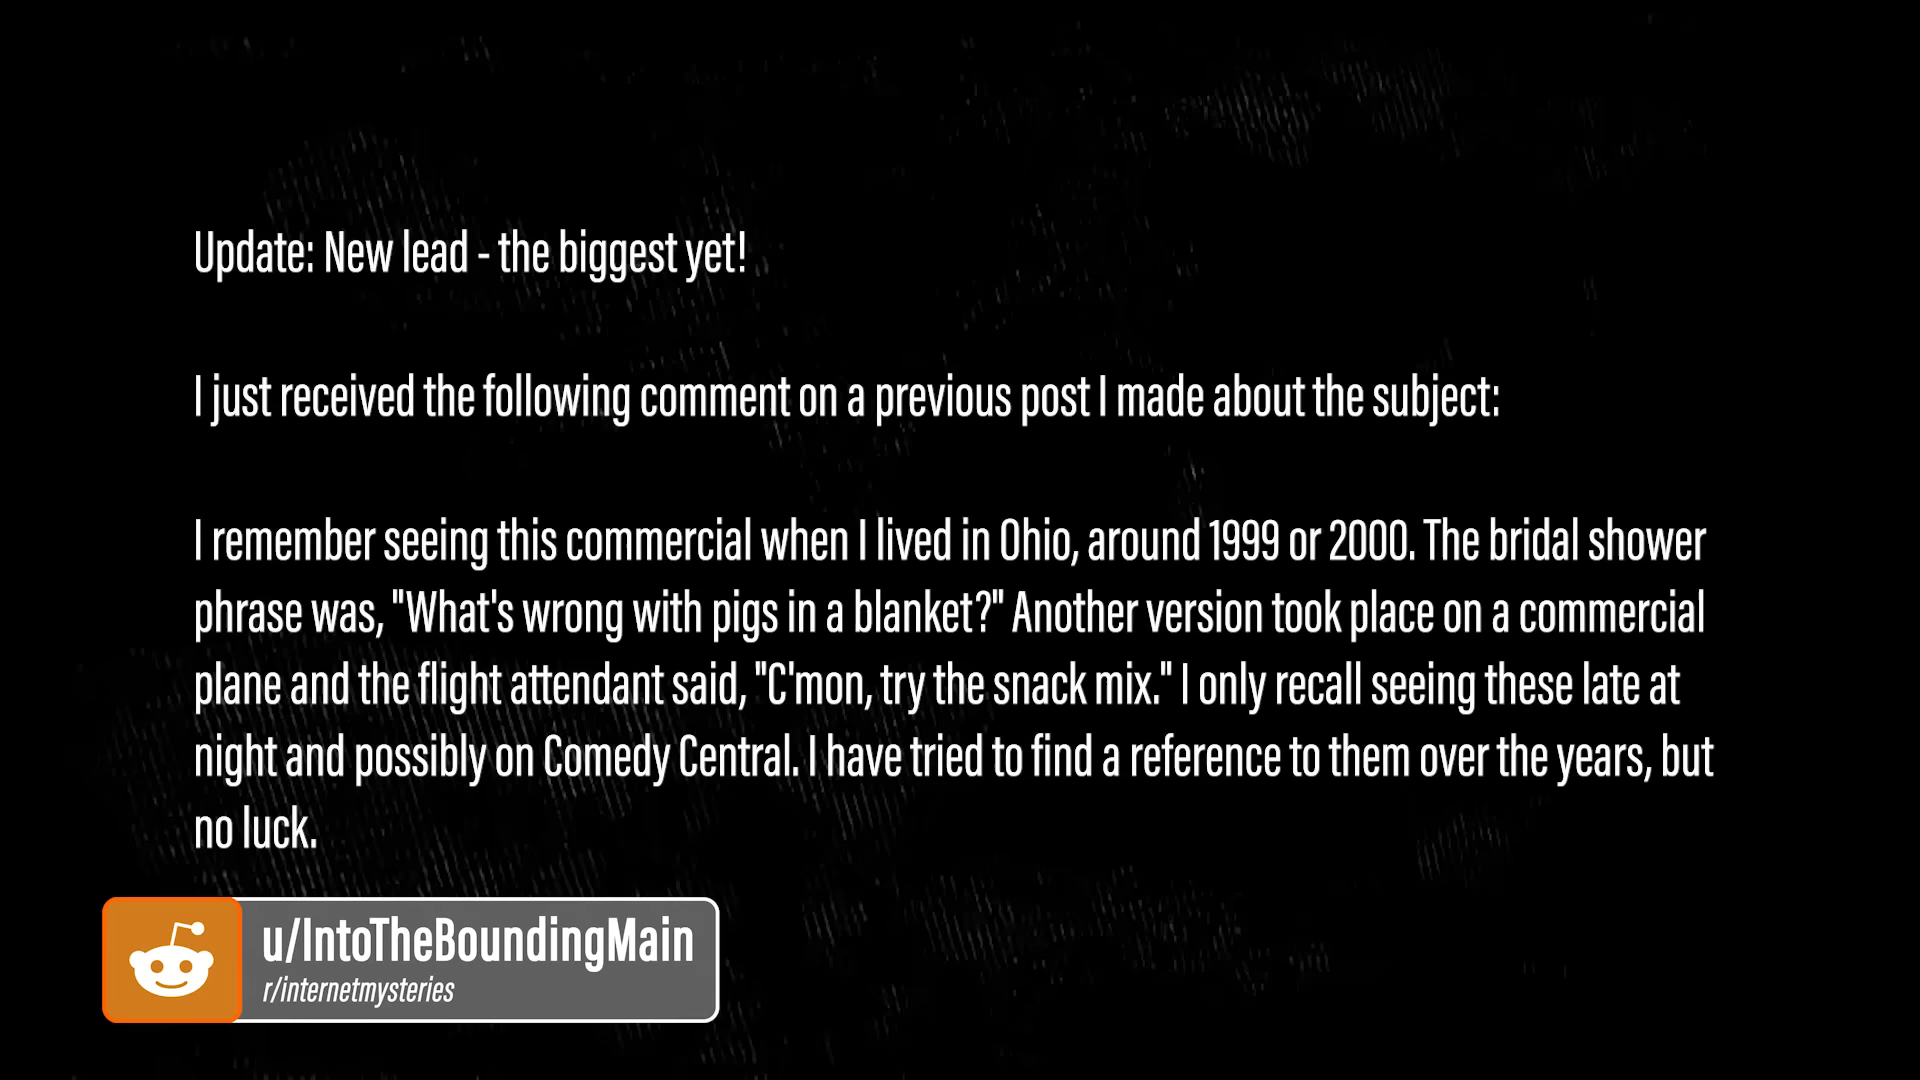 Update: New lead - the biggest yet!
I just received the following comment on a previous post I made about the subject:
I remember seeing this commercial when I lived in Ohio, around 1999 or 2000. The bridal shower
phrase was, "What's wrong with pigs in a blanket?" Another version took place on a commercial
plane and the flight attendant said, "C'mon, try the snack mix." I only recall seeing these late at
night and possibly on Comedy Central. I have tried to find a reference to them over the years, but
no luck.
u/IntoTheBoundingMain
r/internetmysteries